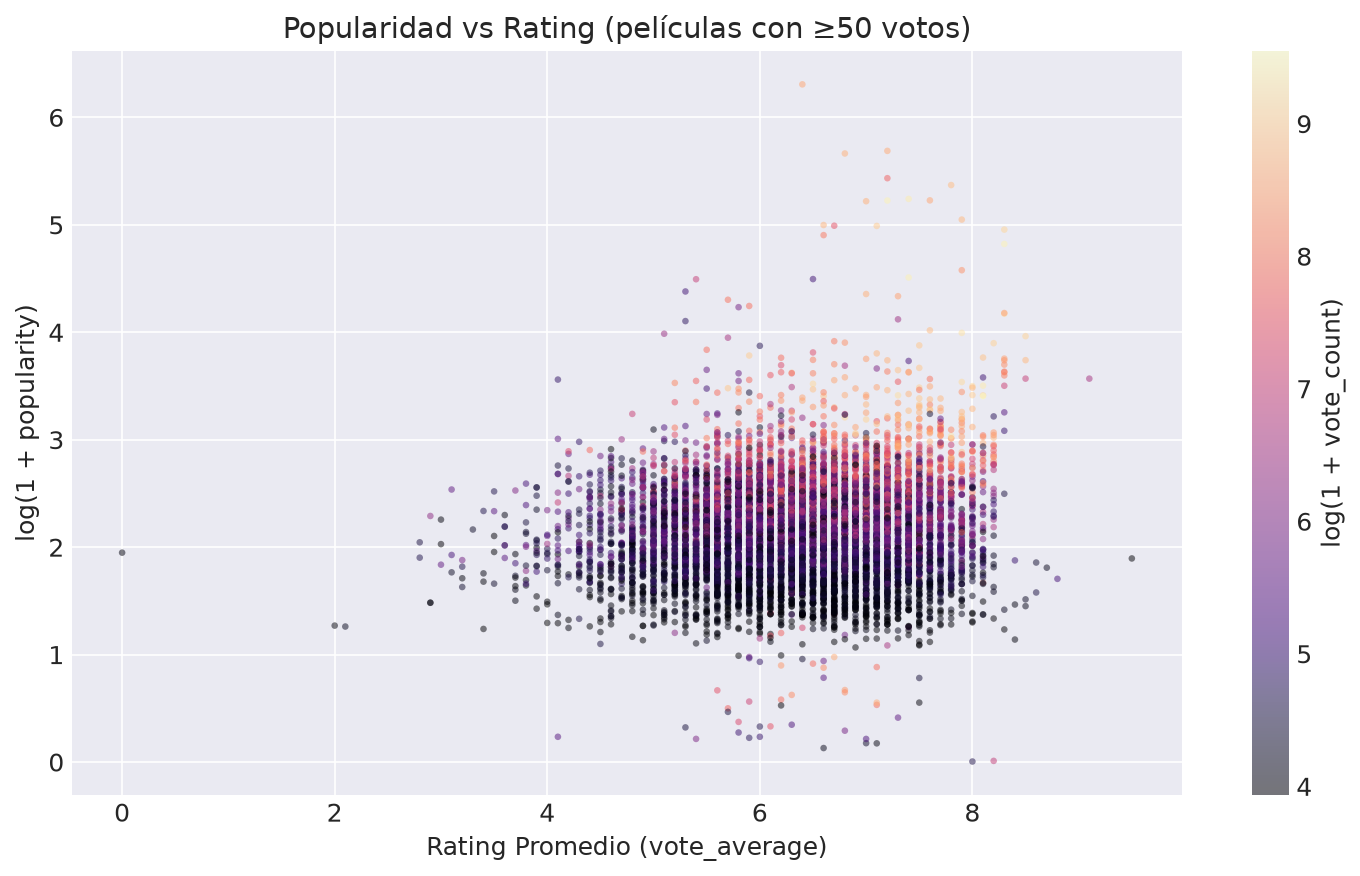 Popularidad vs Rating (películas con ≥50 votos)
log(1 + popularity)
6
5
4
3
2
1
0
0 2 4 6 8
Rating Promedio (vote_average)
9
8
7
6
5
4
log(1 + vote_count)